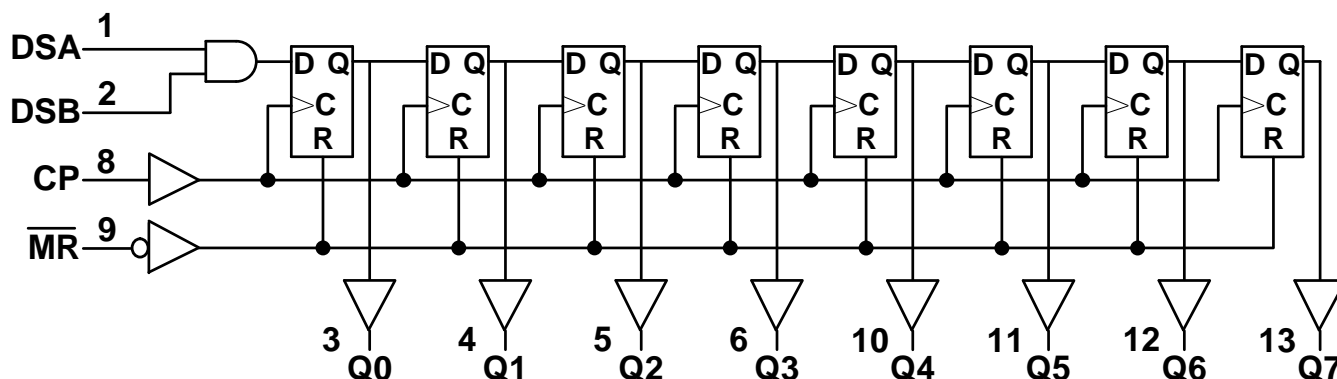 1
DSA
D Q D Q D Q D Q D Q D Q D Q D Q
2
DSB
C C C C C C C C
R R R R R R R R
8
CP
9
M̅R̅
3 4 5 6 10 11 12 13
Q0 Q1 Q2 Q3 Q4 Q5 Q6 Q7